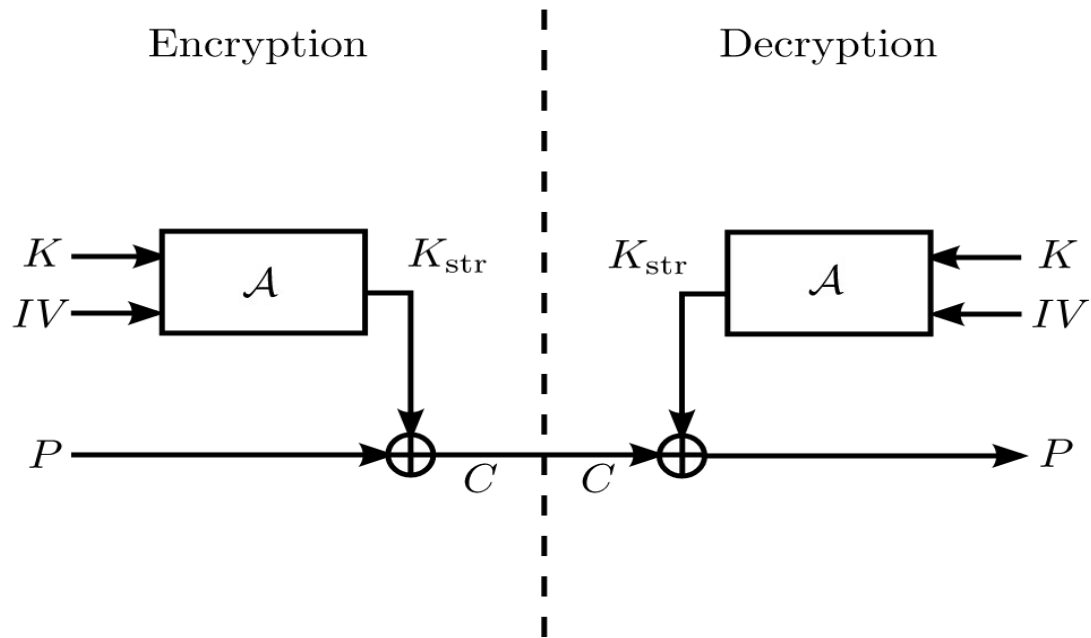 Encryption Decryption
K 𝒜 K_str K_str 𝒜 K
IV IV
P C C P